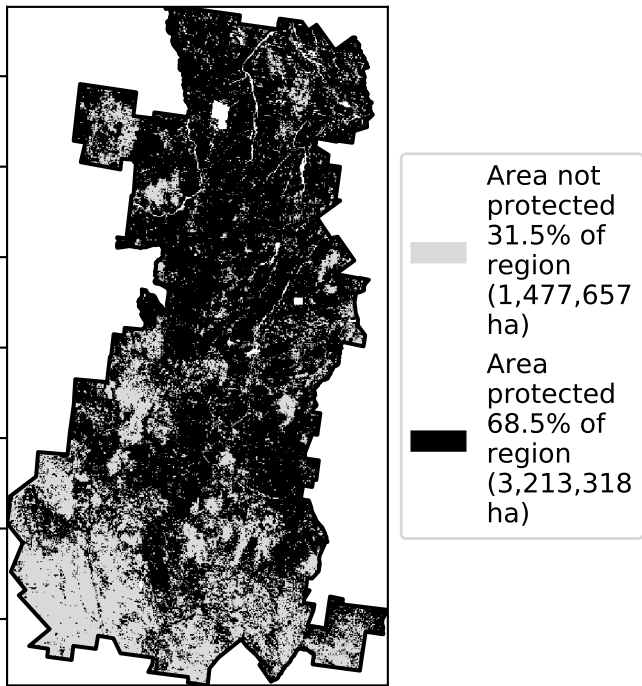 Area not
protected
31.5% of
region
(1,477,657
ha)
Area
protected
68.5% of
region
(3,213,318
ha)